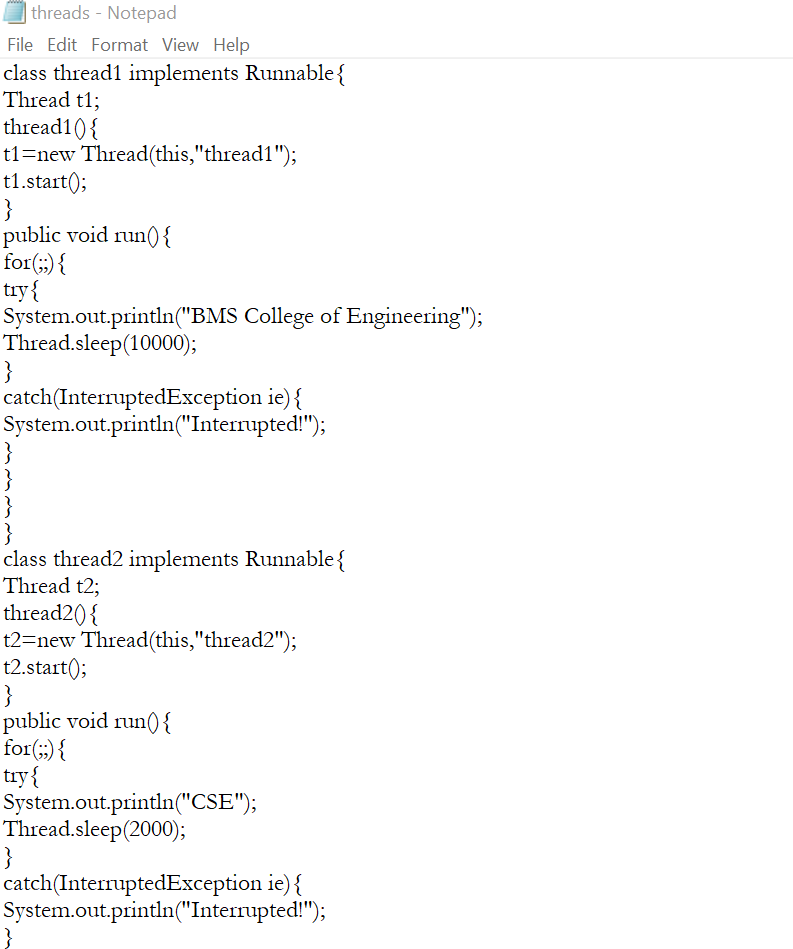 threads - Notepad
File Edit Format View Help
class thread1 implements Runnable{
Thread t1;
thread1(){
t1=new Thread(this,"thread1");
t1.start();
}
public void run(){
for(;;){
try{
System.out.println("BMS College of Engineering");
Thread.sleep(10000);
}
catch(InterruptedException ie){
System.out.println("Interrupted!");
}
}
}
}
class thread2 implements Runnable{
Thread t2;
thread2(){
t2=new Thread(this,"thread2");
t2.start();
}
public void run(){
for(;;){
try{
System.out.println("CSE");
Thread.sleep(2000);
}
catch(InterruptedException ie){
System.out.println("Interrupted!");
}